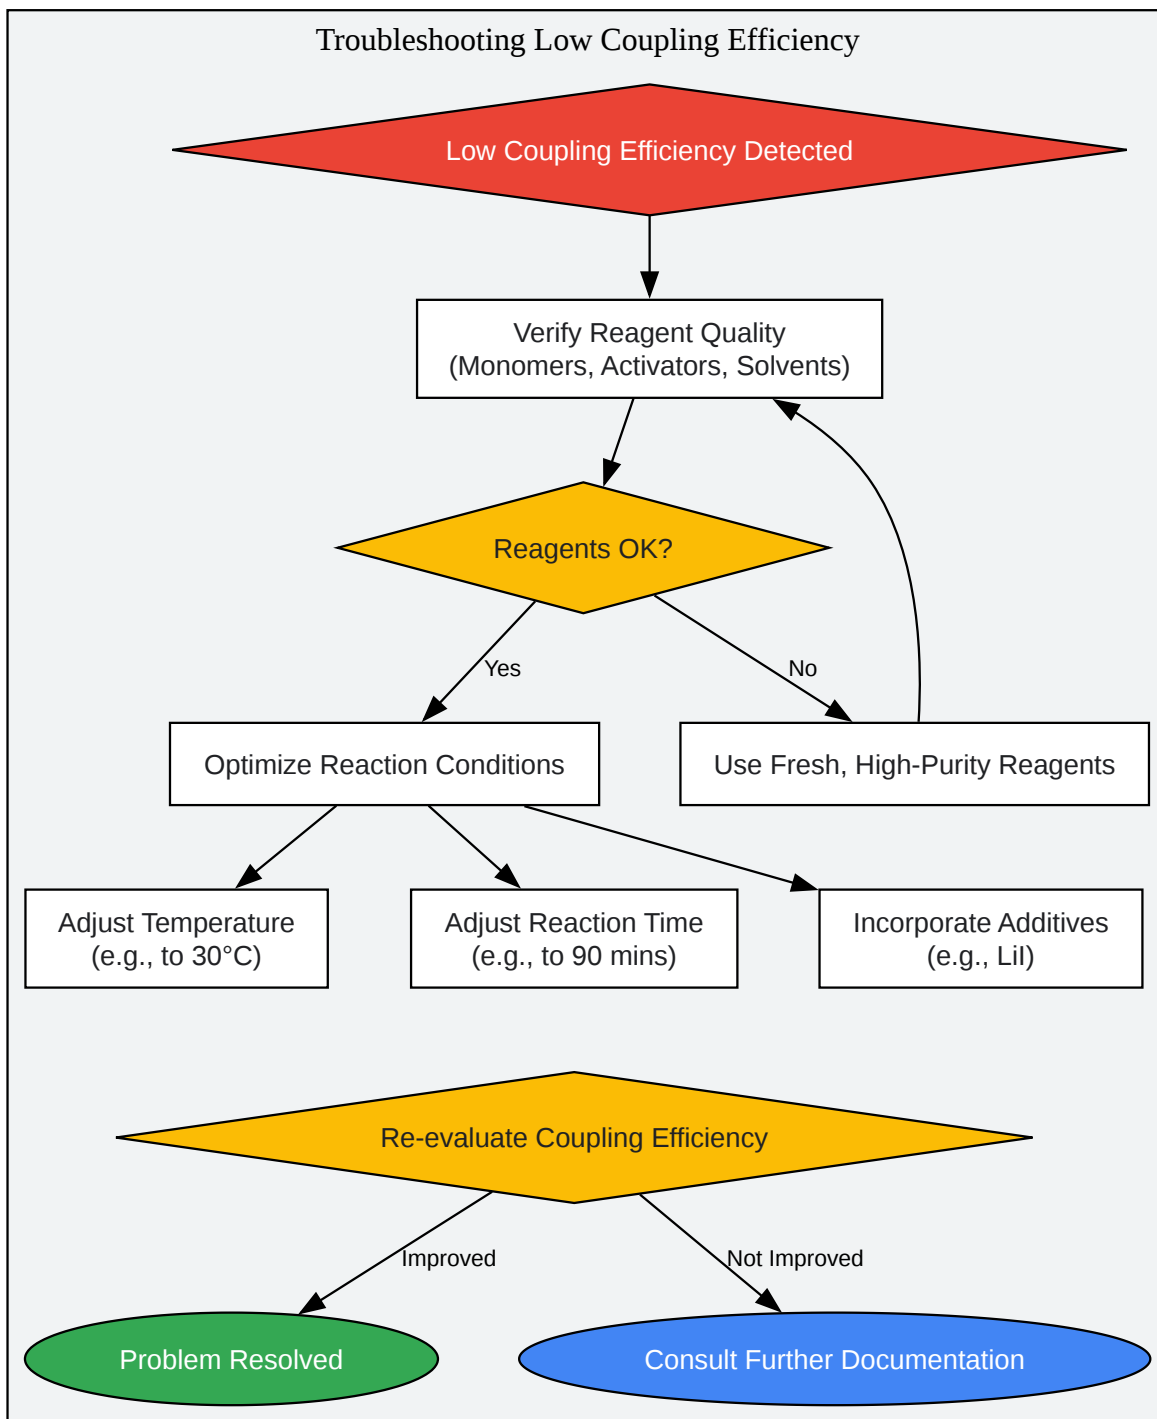 Troubleshooting Low Coupling Efficiency
Low Coupling Efficiency Detected
Verify Reagent Quality
(Monomers, Activators, Solvents)
Reagents OK?
Yes
No
Optimize Reaction Conditions
Use Fresh, High-Purity Reagents
Adjust Temperature
(e.g., to 30°C)
Adjust Reaction Time
(e.g., to 90 mins)
Incorporate Additives
(e.g., LiI)
Re-evaluate Coupling Efficiency
Improved
Not Improved
Problem Resolved
Consult Further Documentation